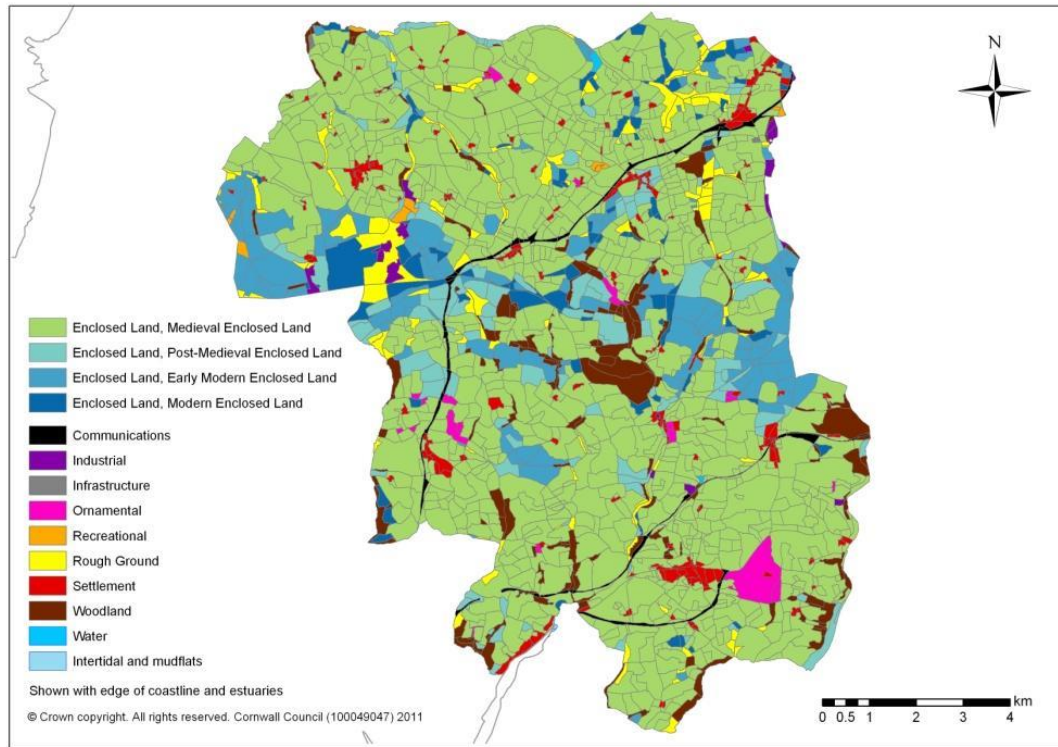 N
Enclosed Land, Medieval Enclosed Land
Enclosed Land, Post-Medieval Enclosed Land
Enclosed Land, Early Modern Enclosed Land
Enclosed Land, Modern Enclosed Land
Communications
Industrial
Infrastructure
Ornamental
Recreational
Rough Ground
Settlement
Woodland
Water
Intertidal and mudflats
Shown with edge of coastline and estuaries
© Crown copyright. All rights reserved. Cornwall Council (100049047) 2011
km
0 0.5 1 2 3 4